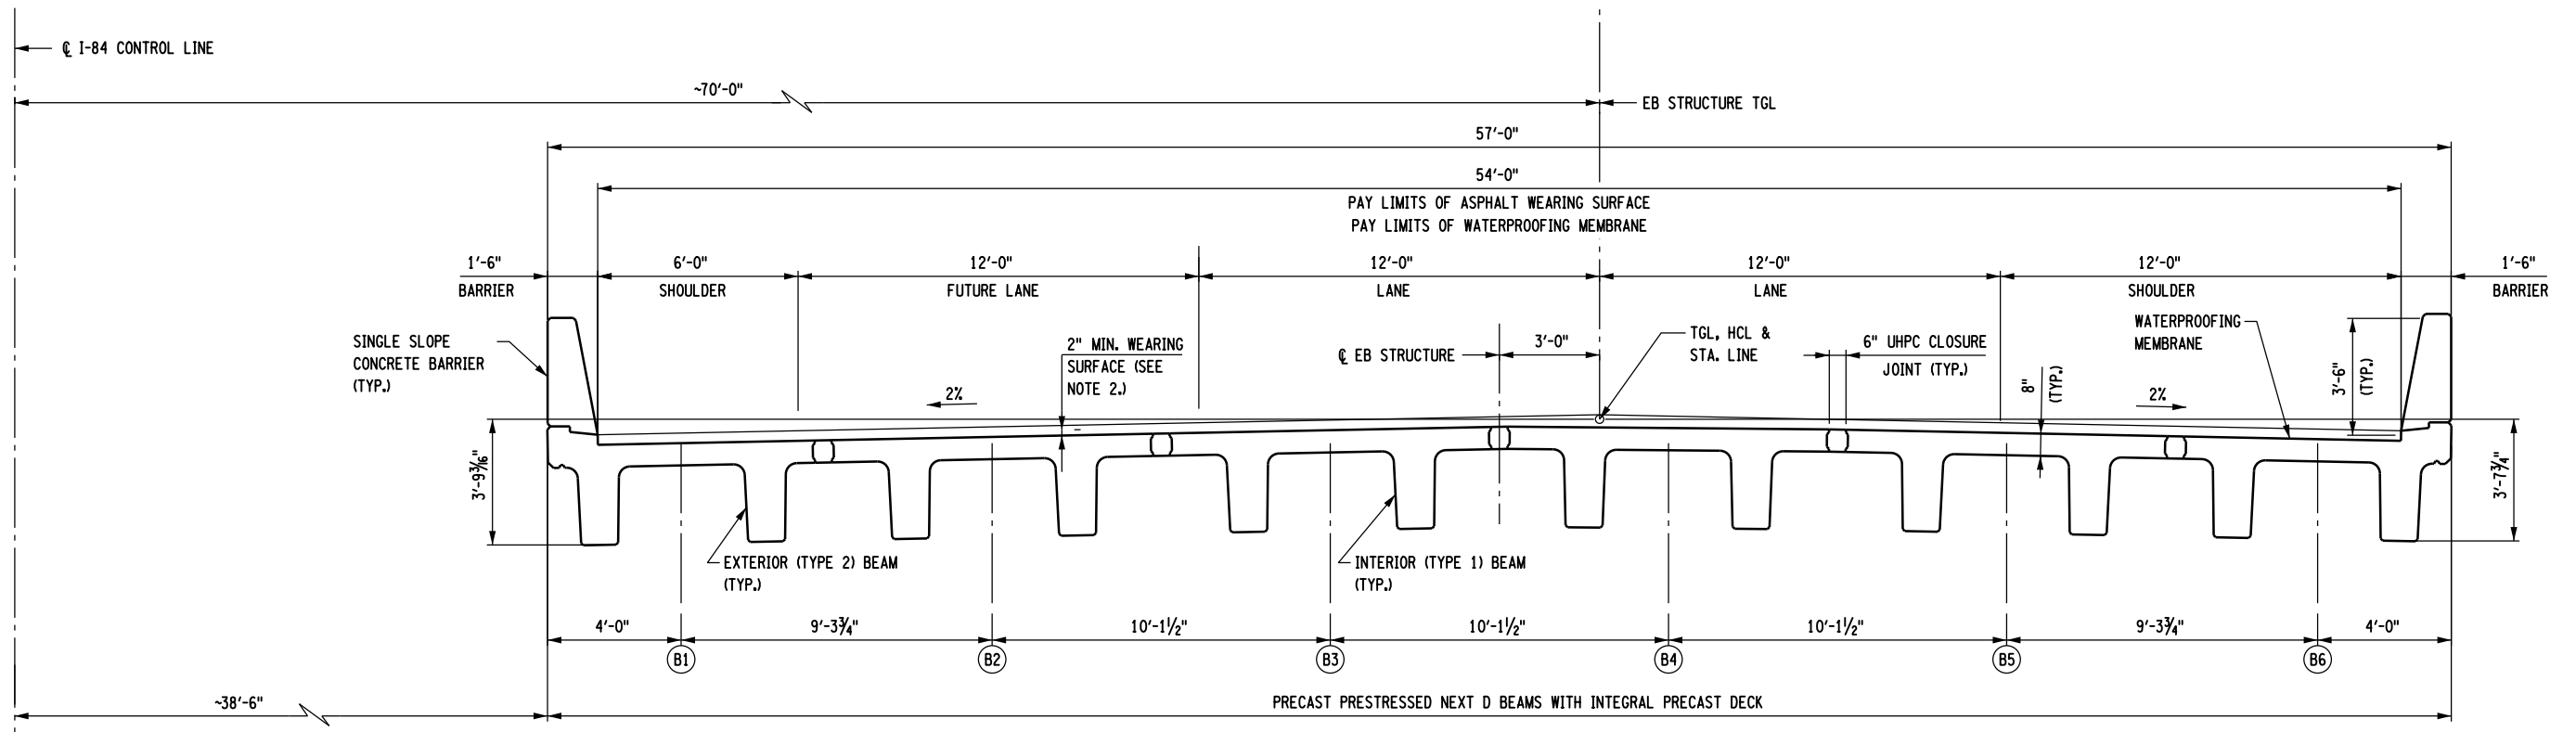 ℄ I-84 CONTROL LINE
~70'-0"
EB STRUCTURE TGL
57'-0"
54'-0"
PAY LIMITS OF ASPHALT WEARING SURFACE
PAY LIMITS OF WATERPROOFING MEMBRANE
1'-6"
BARRIER
6'-0"
SHOULDER
12'-0"
FUTURE LANE
12'-0"
LANE
12'-0"
LANE
12'-0"
SHOULDER
1'-6"
BARRIER
SINGLE SLOPE
CONCRETE BARRIER
(TYP.)
2%
2" MIN. WEARING
SURFACE (SEE
NOTE 2.)
℄ EB STRUCTURE
3'-0"
TGL, HCL &
STA. LINE
6" UHPC CLOSURE
JOINT (TYP.)
8"
(TYP.)
WATERPROOFING
MEMBRANE
2%
3'-6"
(TYP.)
3'-9 3/16"
3'-7 3/4"
EXTERIOR (TYPE 2) BEAM
(TYP.)
INTERIOR (TYPE 1) BEAM
(TYP.)
4'-0"
9'-3 3/4"
10'-1 1/2"
10'-1 1/2"
10'-1 1/2"
9'-3 3/4"
4'-0"
B1
B2
B3
B4
B5
B6
~38'-6"
PRECAST PRESTRESSED NEXT D BEAMS WITH INTEGRAL PRECAST DECK